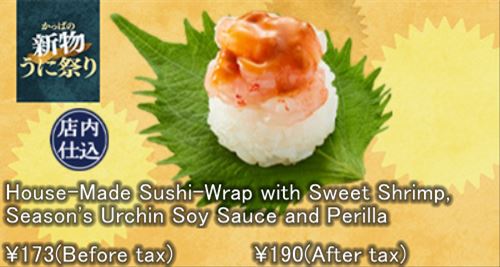 かっぱの
新物
うに祭り
店内
仕込
House-Made Sushi-Wrap with Sweet Shrimp,
Season's Urchin Soy Sauce and Perilla
¥173(Before tax) ¥190(After tax)